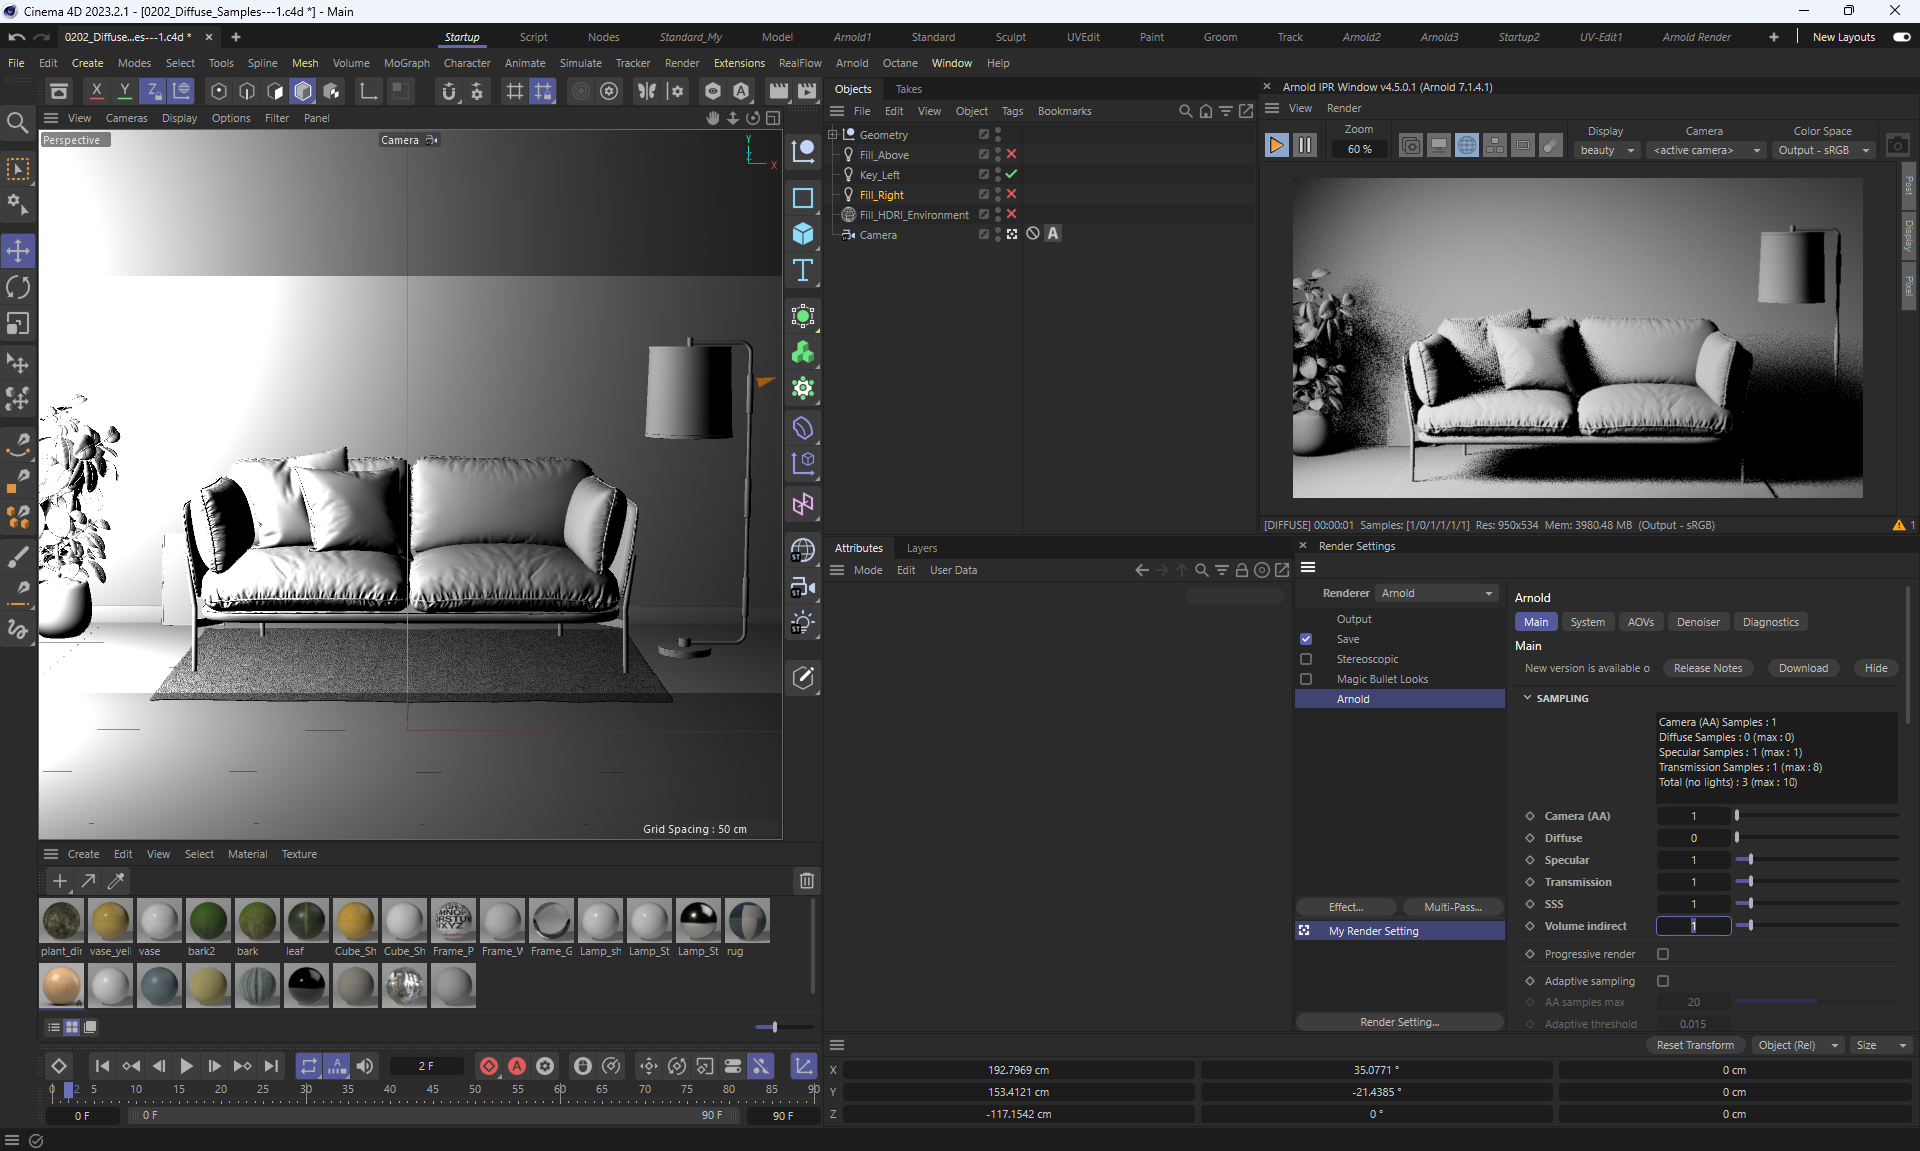 Cinema 4D 2023.2.1 - [0202_Diffuse_Samples---1.c4d *] - Main
0202_Diffuse...es---1.c4d *
Startup Script Nodes Standard_My Model Arnold1 Standard Sculpt UVEdit Paint Groom Track Arnold2 Arnold3 Startup2 UV-Edit1 Arnold Render New Layouts
File Edit Create Modes Select Tools Spline Mesh Volume MoGraph Character Animate Simulate Tracker Render Extensions RealFlow Arnold Octane Window Help
X Y Z
View Cameras Display Options Filter Panel
Perspective
Camera
Y
Z
X
Grid Spacing : 50 cm
Objects Takes
File Edit View Object Tags Bookmarks
Geometry
Fill_Above
Key_Left
Fill_Right
Fill_HDRI_Environment
Camera
A
Arnold IPR Window v4.5.0.1 (Arnold 7.1.4.1)
View Render
Zoom
60 %
Display
beauty
Camera
<active camera>
Color Space
Output - sRGB
Post
Display
Pixel
[DIFFUSE] 00:00:01 Samples: [1/0/1/1/1/1] Res: 950x534 Mem: 3980.48 MB (Output - sRGB)
1
Attributes Layers
Mode Edit User Data
Render Settings
Renderer Arnold
Output
Save
Stereoscopic
Magic Bullet Looks
Arnold
Effect... Multi-Pass...
My Render Setting
Render Setting...
Arnold
Main System AOVs Denoiser Diagnostics
Main
New version is available o Release Notes Download Hide
SAMPLING
Camera (AA) Samples : 1
Diffuse Samples : 0 (max : 0)
Specular Samples : 1 (max : 1)
Transmission Samples : 1 (max : 8)
Total (no lights) : 3 (max : 10)
Camera (AA) 1
Diffuse 0
Specular 1
Transmission 1
SSS 1
Volume indirect 1
Progressive render
Adaptive sampling
AA samples max 20
Adaptive threshold 0.015
Create Edit View Select Material Texture
plant_dir vase_yell vase bark2 bark leaf Cube_Sh Cube_Sh Frame_P Frame_W Frame_G Lamp_sh Lamp_St Lamp_St rug
2 F
0 2 5 10 15 20 25 30 35 40 45 50 55 60 65 70 75 80 85 90
0 F 0 F 90 F 90 F
Reset Transform Object (Rel) Size
X 192.7969 cm 35.0771 ° 0 cm
Y 153.4121 cm -21.4385 ° 0 cm
Z -117.1542 cm 0 ° 0 cm